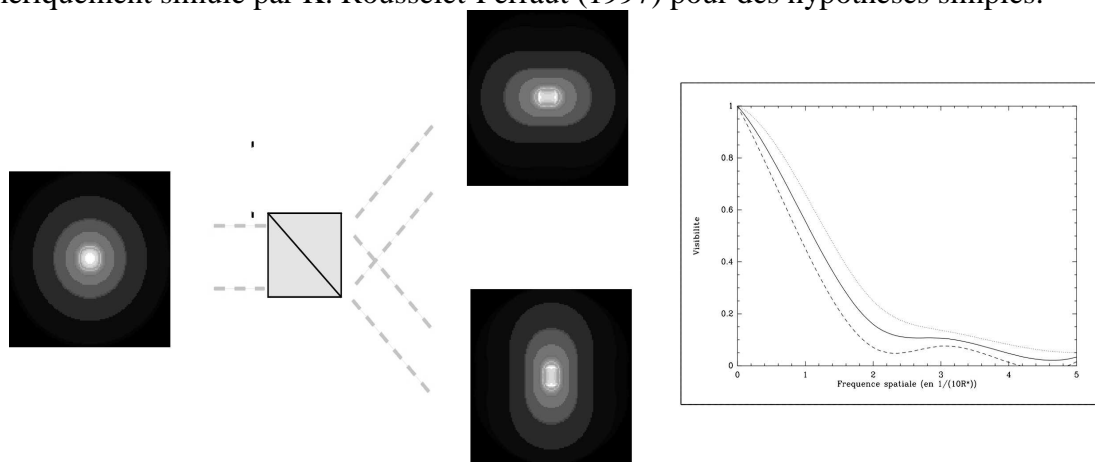 mériquement simulé par K. Rousselet-Perraut (1997) pour des hypothèses simples.
1
0.8
0.6
0.4
0.2
0
Visibilite
0 1 2 3 4 5
Frequence spatiale (en 1/(10R*))